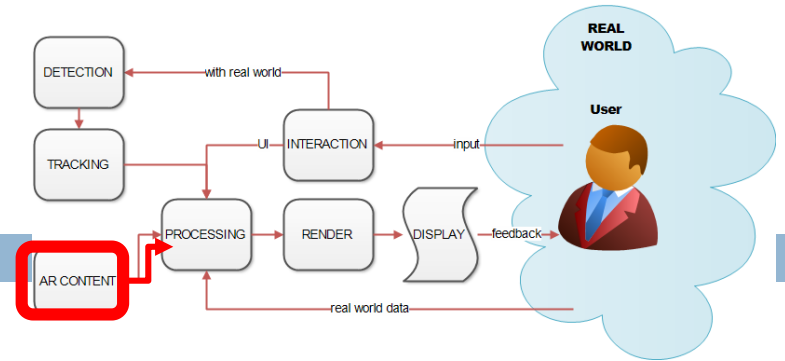 REAL
WORLD
DETECTION
with real world
User
TRACKING
UI
INTERACTION
input
PROCESSING
RENDER
DISPLAY
feedback
AR CONTENT
real world data